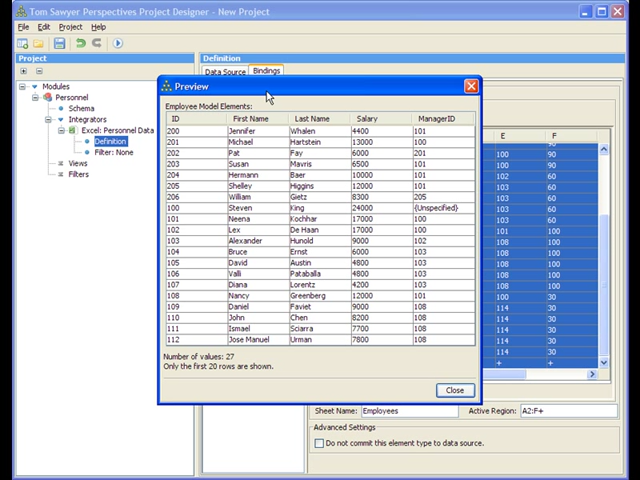 Tom Sawyer Perspectives Project Designer - New Project
File Edit Project Help
Project
Definition
Data Source Bindings
Modules
Personnel
Schema
Integrators
Excel: Personnel Data
Definition
Filter: None
Views
Filters
Preview
Employee Model Elements:
ID First Name Last Name Salary ManagerID
200 Jennifer Whalen 4400 101
201 Michael Hartstein 13000 100
202 Pat Fay 6000 201
203 Susan Mavris 6500 101
204 Hermann Baer 10000 101
205 Shelley Higgins 12000 101
206 William Gietz 8300 205
100 Steven King 24000 {Unspecified}
101 Neena Kochhar 17000 100
102 Lex De Haan 17000 100
103 Alexander Hunold 9000 102
104 Bruce Ernst 6000 103
105 David Austin 4800 103
106 Valli Pataballa 4800 103
107 Diana Lorentz 4200 103
108 Nancy Greenberg 12000 101
109 Daniel Faviet 9000 108
110 John Chen 8200 108
111 Ismael Sciarra 7700 108
112 Jose Manuel Urman 7800 108
Number of values: 27
Only the first 20 rows are shown.
Close
E F
90
100 90
100 90
102 60
103 60
103 60
103 60
103 60
101 100
108 100
108 100
108 100
108 100
108 100
100 30
114 30
114 30
114 30
114 30
114 30
+ +
Sheet Name: Employees Active Region: A2:F+
Advanced Settings
Do not commit this element type to data source.